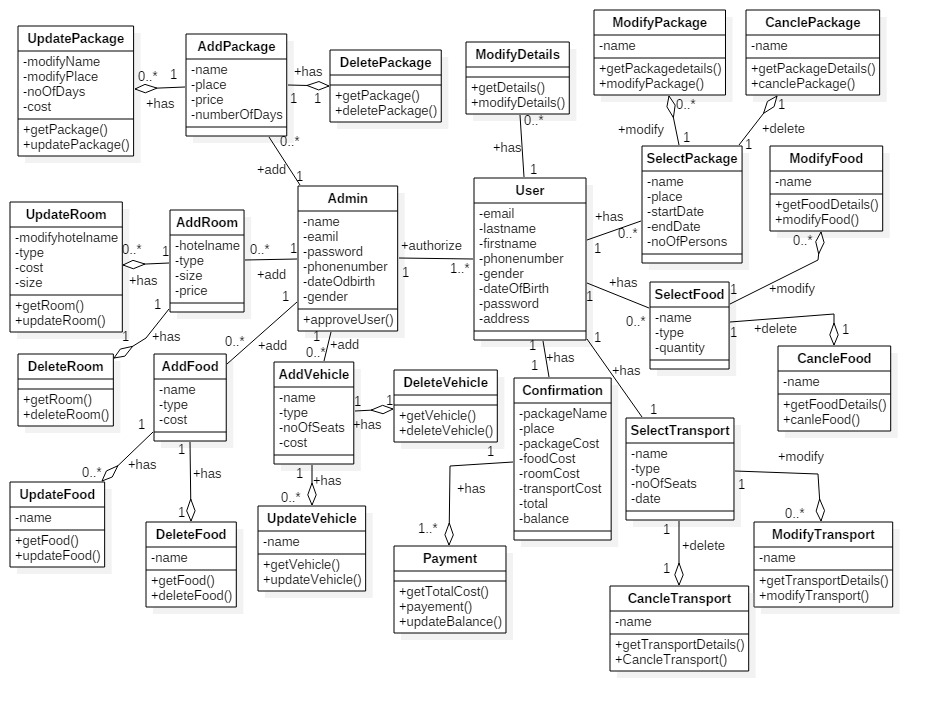 UpdatePackage
-modifyName
-modifyPlace
-noOfDays
-cost
+getPackage()
+updatePackage()
0..*
1
+has
AddPackage
-name
-place
-price
-numberOfDays
+has
1
1
DeletePackage
+getPackage()
+deletePackage()
0..*
+add
1
ModifyDetails
+getDetails()
+modifyDetails()
0..*
+has
1
ModifyPackage
-name
+getPackagedetails()
+modifyPackage()
0..*
+modify
1
CanclePackage
-name
+getPackageDetails()
+canclePackage()
1
+delete
1
SelectPackage
-name
-place
-startDate
-endDate
-noOfPersons
ModifyFood
-name
+getFoodDetails()
+modifyFood()
0..*
+modify
1
UpdateRoom
-modifyhotelname
-type
-cost
-size
+getRoom()
+updateRoom()
0..*
1
+has
AddRoom
-hotelname
-type
-size
-price
0..*
1
+add
1
+has
1
DeleteRoom
+getRoom()
+deleteRoom()
Admin
-name
-eamil
-password
-phonenumber
-dateOdbirth
-gender
+approveUser()
+authorize
1
1..*
User
-email
-lastname
-firstname
-phonenumber
-gender
-dateOfBirth
-password
-address
+has
1
0..*
+has
1
0..*
SelectFood
-name
-type
-quantity
+delete
1
1
CancleFood
-name
+getFoodDetails()
+canleFood()
1
+add
0..*
AddFood
-name
-type
-cost
1
+has
0..*
UpdateFood
-name
+getFood()
+updateFood()
1
+has
1
DeleteFood
-name
+getFood()
+deleteFood()
1
+add
0..*
AddVehicle
-name
-type
-noOfSeats
-cost
1
1
+has
DeleteVehicle
+getVehicle()
+deleteVehicle()
1
+has
0..*
UpdateVehicle
-name
+getVehicle()
+updateVehicle()
1
+has
1
Confirmation
-packageName
-place
-packageCost
-foodCost
-roomCost
-transportCost
-total
-balance
1
+has
1..*
Payment
+getTotalCost()
+payement()
+updateBalance()
1
+has
1
SelectTransport
-name
-type
-noOfSeats
-date
+modify
1
0..*
ModifyTransport
-name
+getTransportDetails()
+modifyTransport()
1
+delete
1
CancleTransport
-name
+getTransportDetails()
+CancleTransport()